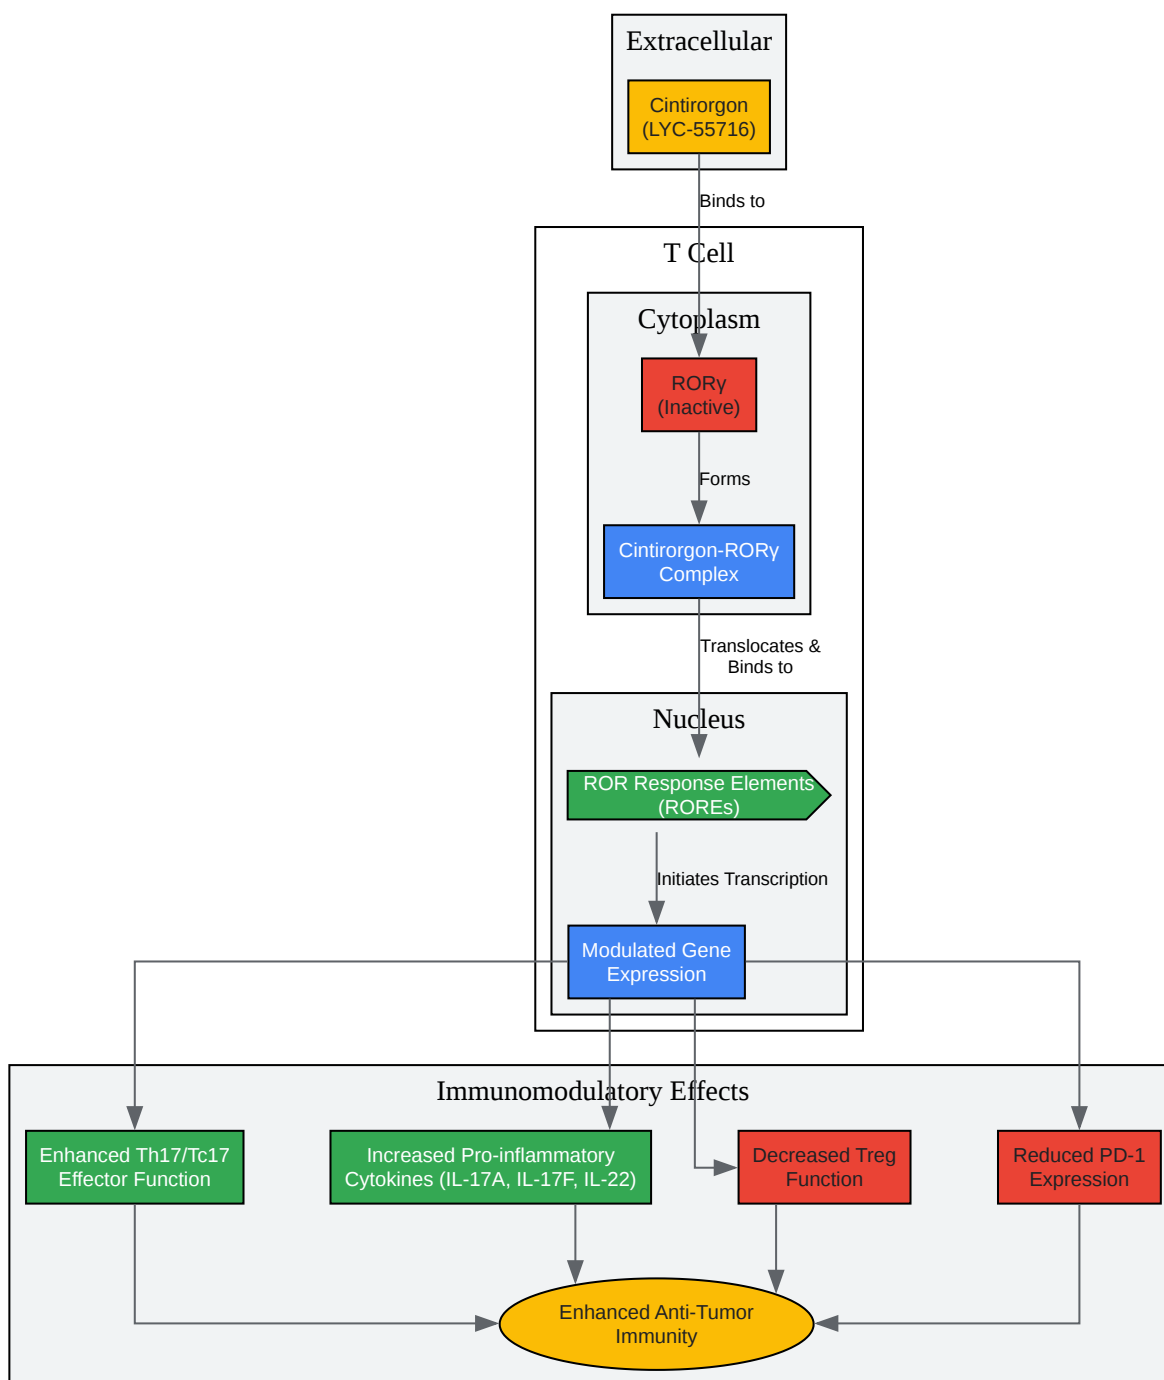 Extracellular
Cintirorgon
(LYC-55716)
Binds to
T Cell
Cytoplasm
RORγ
(Inactive)
Forms
Cintirorgon-RORγ
Complex
Translocates &
Binds to
Nucleus
ROR Response Elements
(ROREs)
Initiates Transcription
Modulated Gene
Expression
Immunomodulatory Effects
Enhanced Th17/Tc17
Effector Function
Increased Pro-inflammatory
Cytokines (IL-17A, IL-17F, IL-22)
Decreased Treg
Function
Reduced PD-1
Expression
Enhanced Anti-Tumor
Immunity